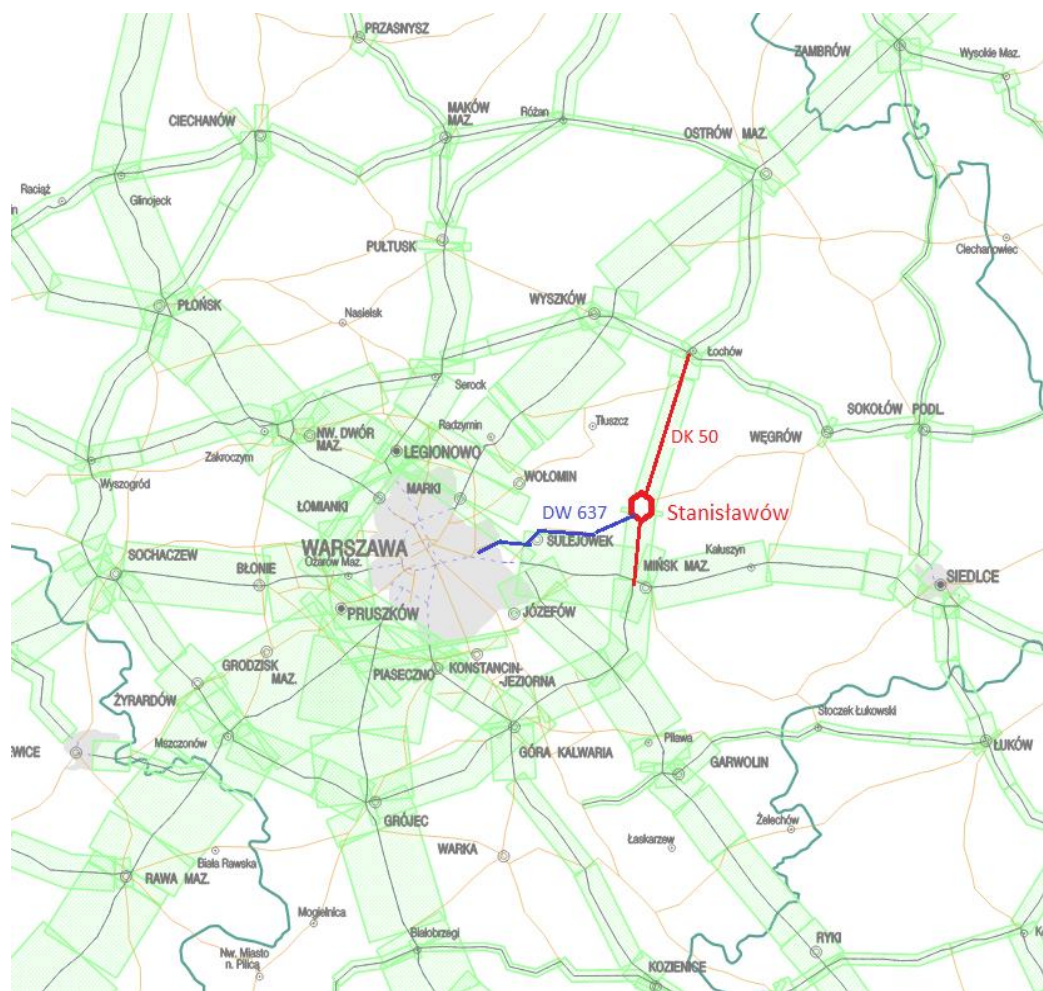 PRZASNYSZ
ZAMBRÓW
Wysokie Maz.
CIECHANÓW
MAKÓW
MAZ.
Różan
OSTRÓW MAZ.
Raciąż
Glinojeck
PUŁTUSK
Ciechanowiec
PŁOŃSK
Nasielsk
WYSZKÓW
Łochów
Serock
SOKOŁÓW PODL.
Radzymin
Tłuszcz
DK 50
WĘGRÓW
NW. DWÓR
MAZ.
Zakroczym
LEGIONOWO
Wyszogród
ŁOMIANKI
MARKI
WOŁOMIN
DW 637
Stanisławów
WARSZAWA
SULEJÓWEK
SOCHACZEW
BŁONIE
Ożarów Maz.
MIŃSK MAZ.
Kałuszyn
SIEDLCE
PRUSZKÓW
JÓZEFÓW
GRODZISK
MAZ.
PIASECZNO
KONSTANCIN-
-JEZIORNA
ŻYRARDÓW
Mszczonów
EWICE
GÓRA KALWARIA
Pilawa
Stoczek Łukowski
ŁUKÓW
GARWOLIN
GRÓJEC
Żelechów
Łaskarzew
WARKA
Biała Rawska
RAWA MAZ.
Mogielnica
Nw. Miasto
n. Pilicą
Białobrzegi
RYKI
KOZIENICE